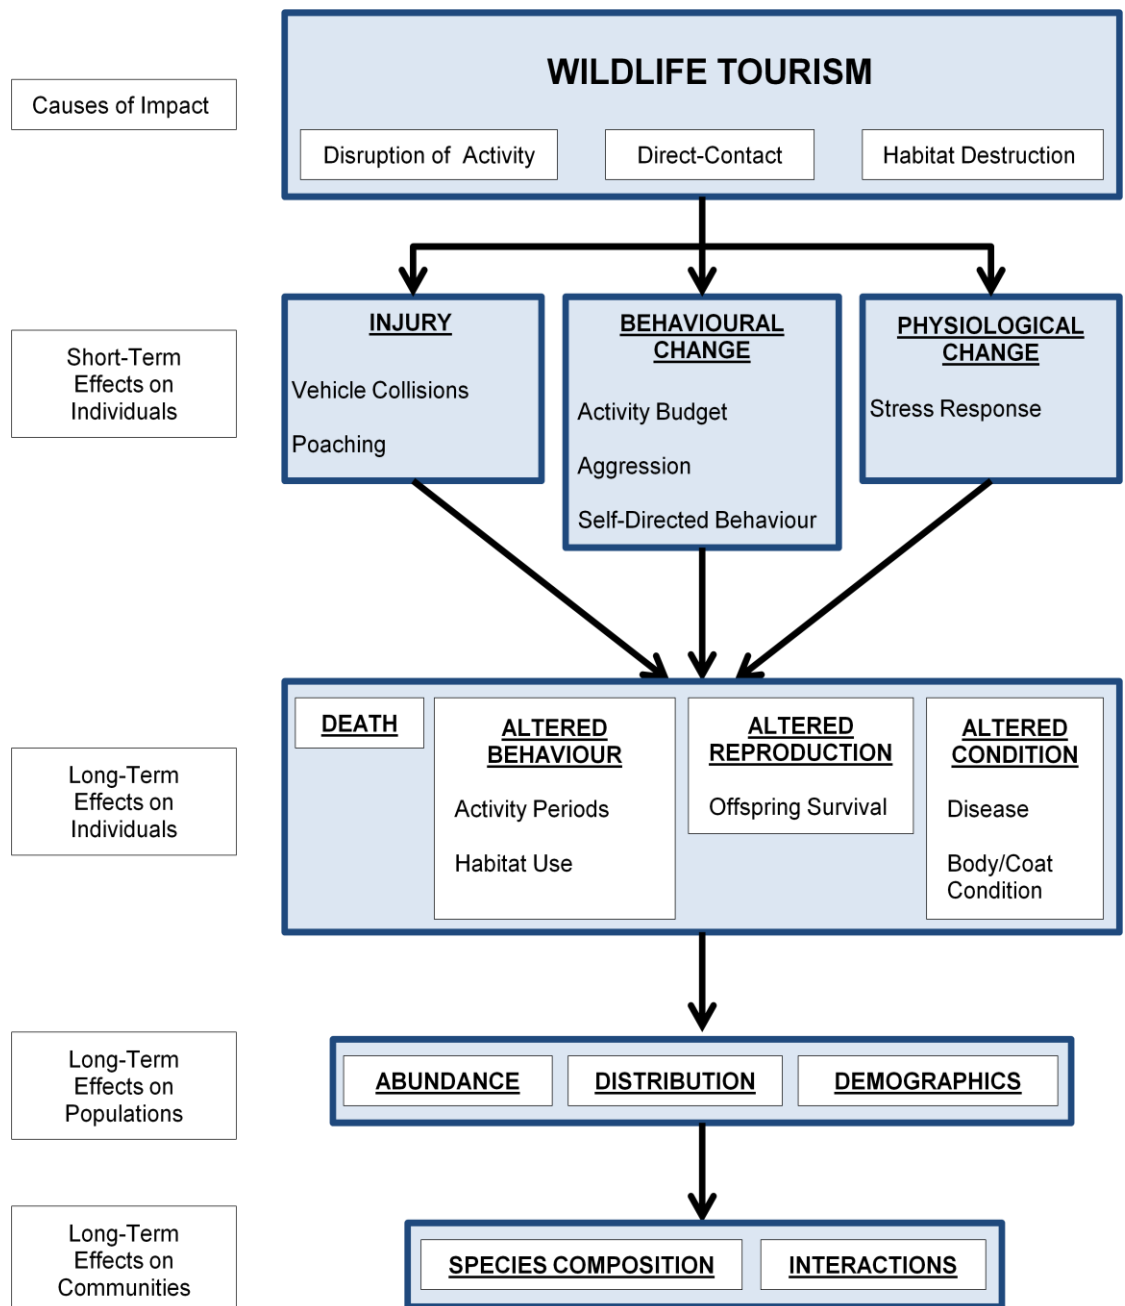 Causes of Impact
WILDLIFE TOURISM
Disruption of Activity
Direct-Contact
Habitat Destruction
Short-Term
Effects on
Individuals
INJURY
Vehicle Collisions
Poaching
BEHAVIOURAL
CHANGE
Activity Budget
Aggression
Self-Directed Behaviour
PHYSIOLOGICAL
CHANGE
Stress Response
Long-Term
Effects on
Individuals
DEATH
ALTERED
BEHAVIOUR
Activity Periods
Habitat Use
ALTERED
REPRODUCTION
Offspring Survival
ALTERED
CONDITION
Disease
Body/Coat
Condition
Long-Term
Effects on
Populations
ABUNDANCE
DISTRIBUTION
DEMOGRAPHICS
Long-Term
Effects on
Communities
SPECIES COMPOSITION
INTERACTIONS